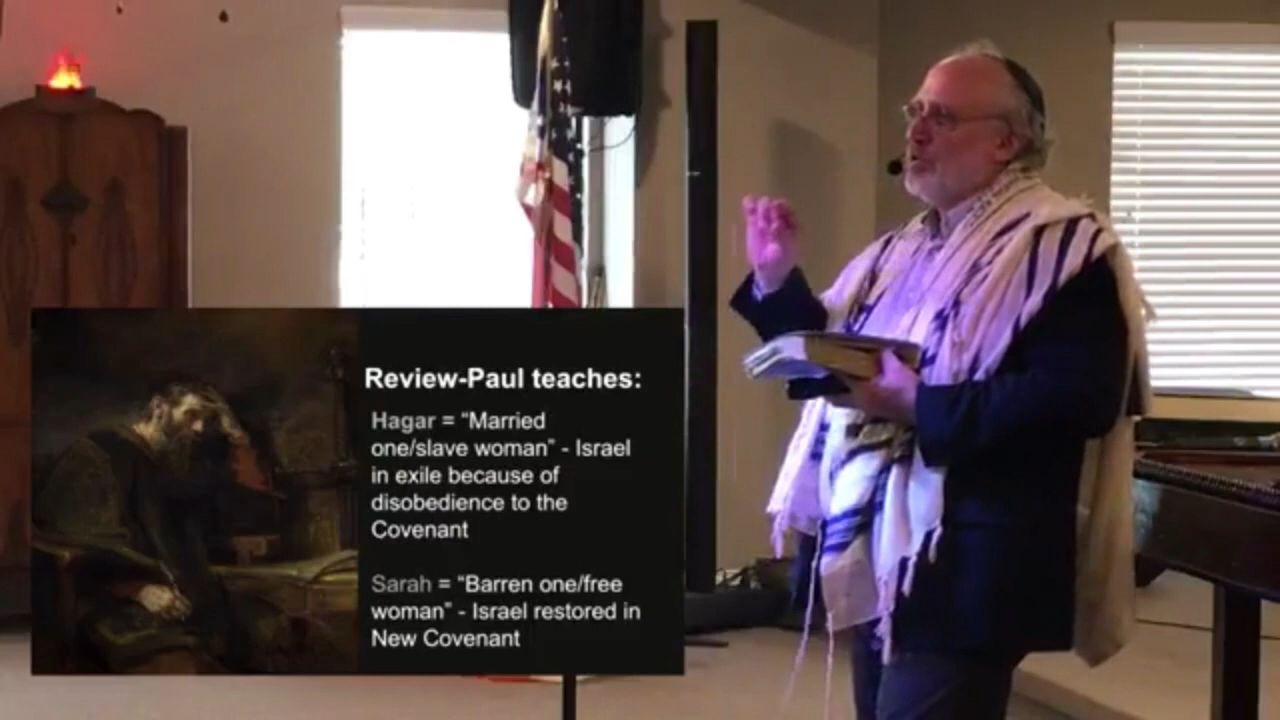 Review-Paul teaches:
Hagar = “Married
one/slave woman” - Israel
in exile because of
disobedience to the
Covenant
Sarah = “Barren one/free
woman” - Israel restored in
New Covenant